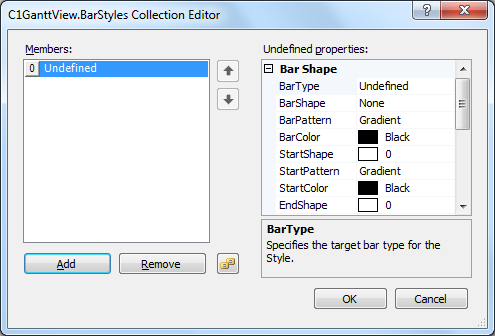 C1GanttView.BarStyles Collection Editor
Members:
0 Undefined
Add
Remove
Undefined properties:
Bar Shape
BarType Undefined
BarShape None
BarPattern Gradient
BarColor Black
StartShape 0
StartPattern Gradient
StartColor Black
EndShape 0
BarType
Specifies the target bar type for the
Style.
OK
Cancel